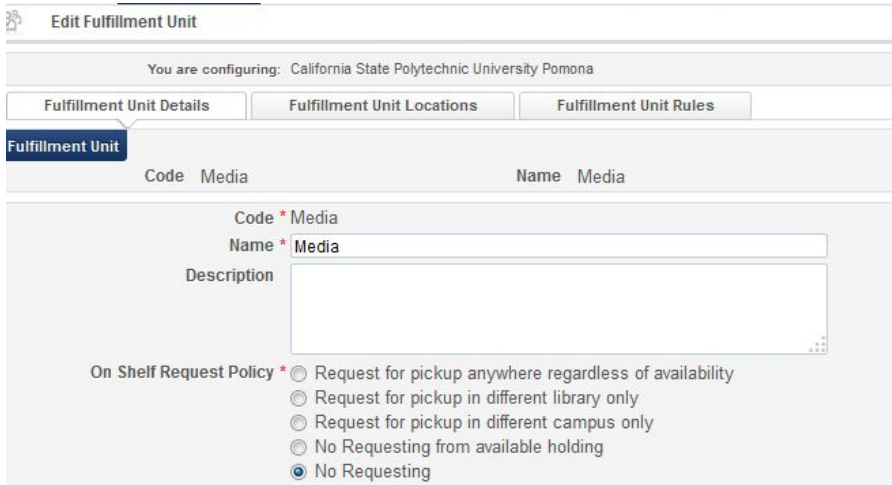 Edit Fulfillment Unit
You are configuring: California State Polytechnic University Pomona
Fulfillment Unit Details Fulfillment Unit Locations Fulfillment Unit Rules
Fulfillment Unit
Code Media Name Media
Code * Media
Name * Media
Description
On Shelf Request Policy * Request for pickup anywhere regardless of availability
Request for pickup in different library only
Request for pickup in different campus only
No Requesting from available holding
No Requesting